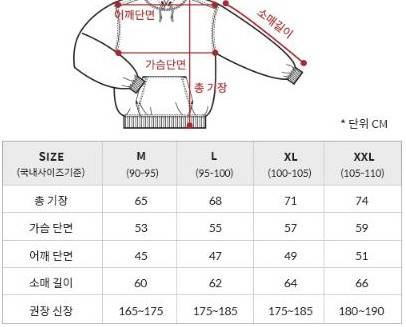 어깨단면
소매길이
가슴단면
총 기장
* 단위 CM
SIZE M L XL XXL
(국내사이즈기준) (90-95) (95-100) (100-105) (105-110)
총 기장 65 68 71 74
가슴 단면 53 55 57 59
어깨 단면 45 47 49 51
소매 길이 60 62 64 66
권장 신장 165~175 175~185 175~185 180~190